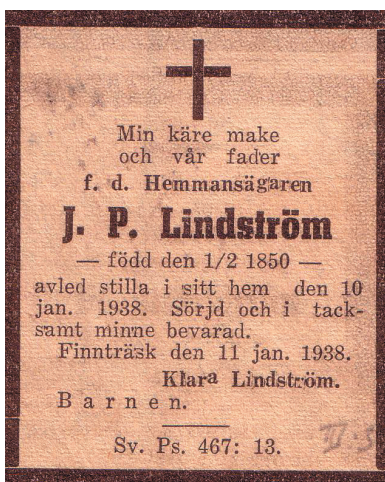 Min käre make
och vår fader
f. d. Hemmansägaren
J. P. Lindström
— född den 1/2 1850 —
avled stilla i sitt hem den 10
jan. 1938. Sörjd och i tack-
samt minne bevarad.
Finnträsk den 11 jan. 1938.
Klara Lindström.
Barnen.
Sv. Ps. 467: 13.